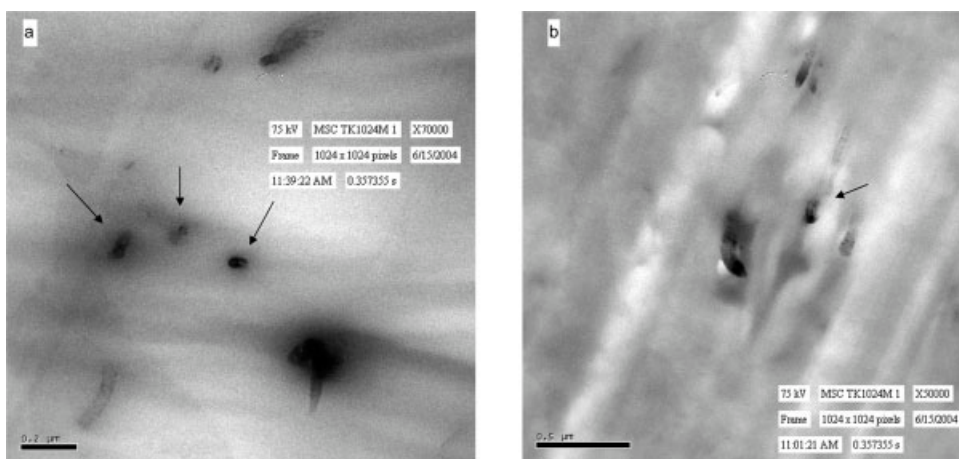 a
75 kV MSC TK1024M 1 X70000
Frame 1024 x 1024 pixels 6/15/2004
11:39:22 AM 0.357355 s
0.2 µm
b
75 kV MSC TK1024M 1 X50000
Frame 1024 x 1024 pixels 6/15/2004
11:01:21 AM 0.357355 s
0.5 µm